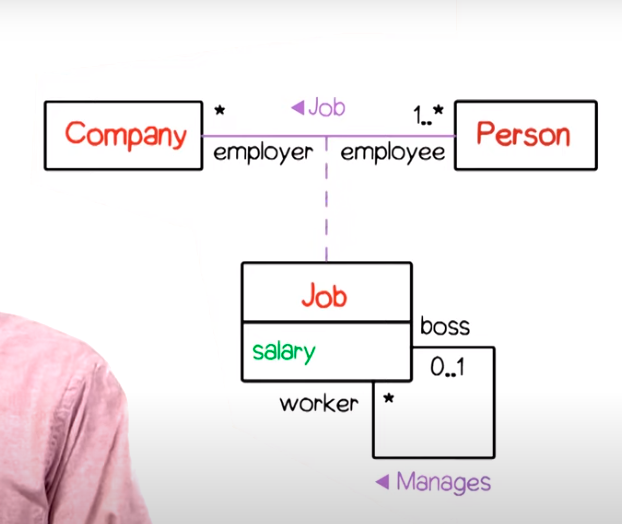 * ◀ Job 1..*
Company employer employee Person
Job
salary
boss
0..1
worker *
◀ Manages